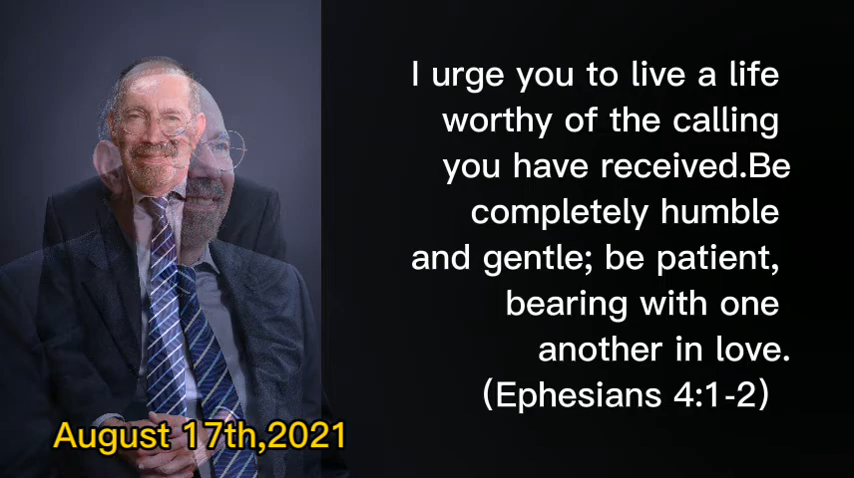 I urge you to live a life
worthy of the calling
you have received.Be
completely humble
and gentle; be patient,
bearing with one
another in love.
(Ephesians 4:1-2)
August 17th,2021